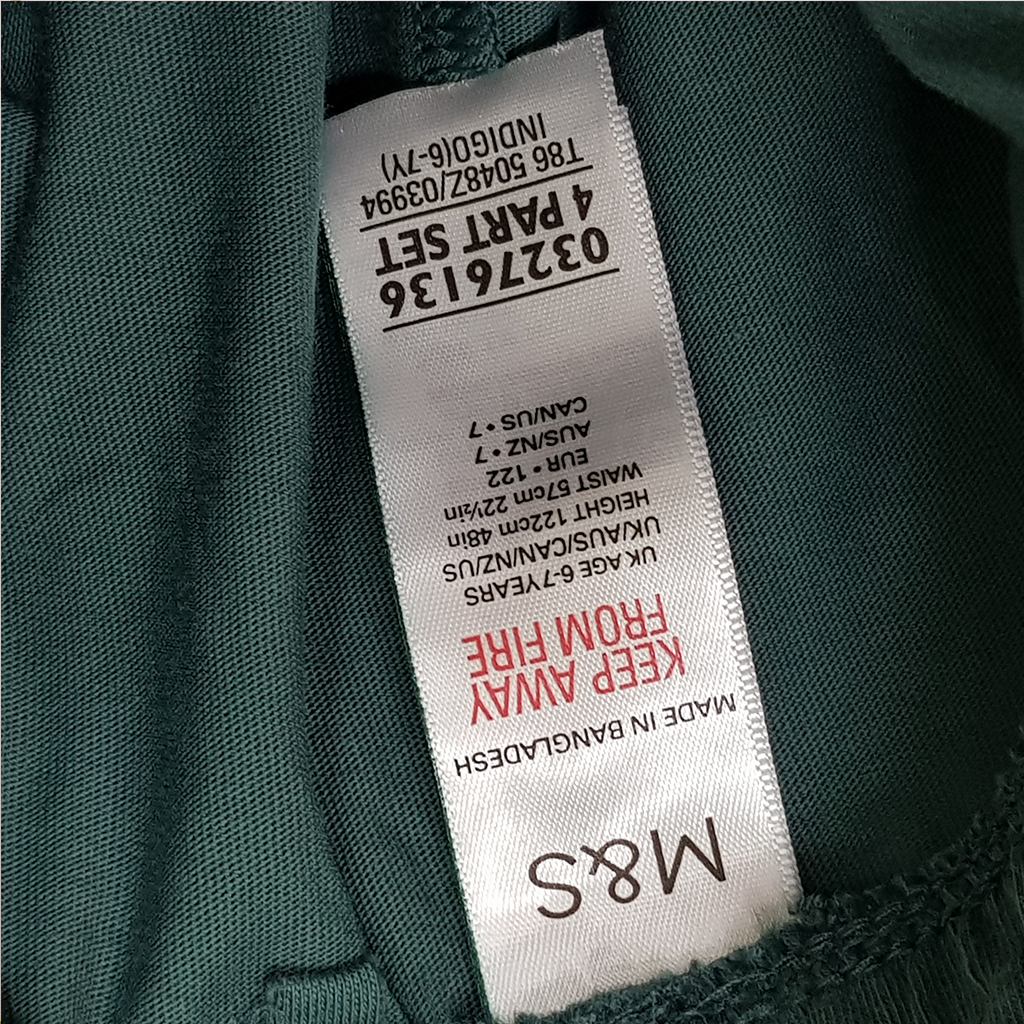 M&S
MADE IN BANGLADESH
KEEP AWAY
FROM FIRE
UK AGE 6-7YEARS
UK/AUS/CAN/NZ/US
HEIGHT 122cm 48in
WAIST 57cm 22½in
EUR • 122
AUS/NZ • 7
CAN/US • 7
03276136
4 PART SET
T86 5048Z/03994
INDIGO(6-7Y)